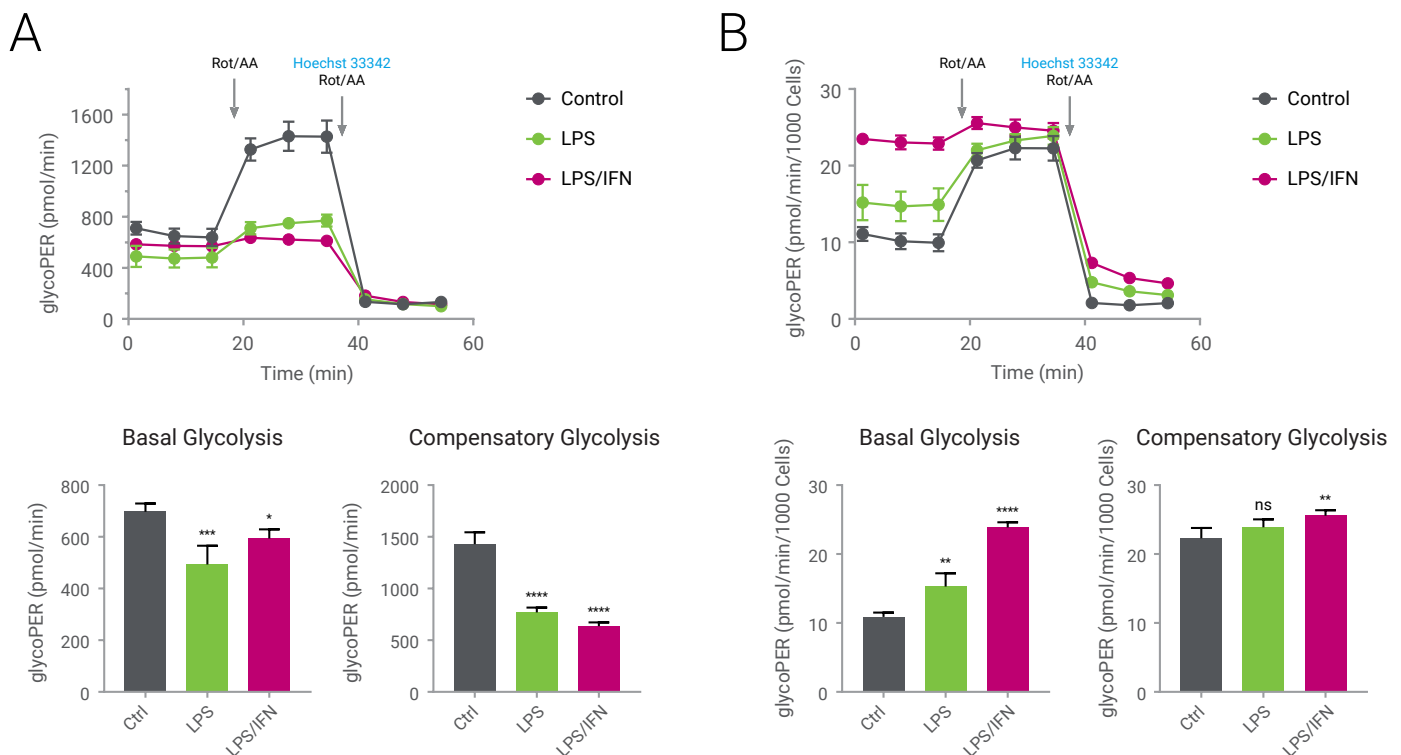 A
Rot/AA
Hoechst 33342
Rot/AA
glycoPER (pmol/min)
1600
1200
800
400
0
0 20 40 60
Time (min)
Control
LPS
LPS/IFN
B
Rot/AA
Hoechst 33342
Rot/AA
glycoPER (pmol/min/1000 Cells)
30
20
10
0
0 20 40 60
Time (min)
Control
LPS
LPS/IFN
Basal Glycolysis
glycoPER (pmol/min)
800
600
400
200
0
***
*
Ctrl LPS LPS/IFN
Compensatory Glycolysis
glycoPER (pmol/min)
2000
1500
1000
500
0
****
****
Ctrl LPS LPS/IFN
Basal Glycolysis
glycoPER (pmol/min/1000 Cells)
30
20
10
0
**
****
Ctrl LPS LPS/IFN
Compensatory Glycolysis
glycoPER (pmol/min/1000 Cells)
30
20
10
0
ns
**
Ctrl LPS LPS/IFN